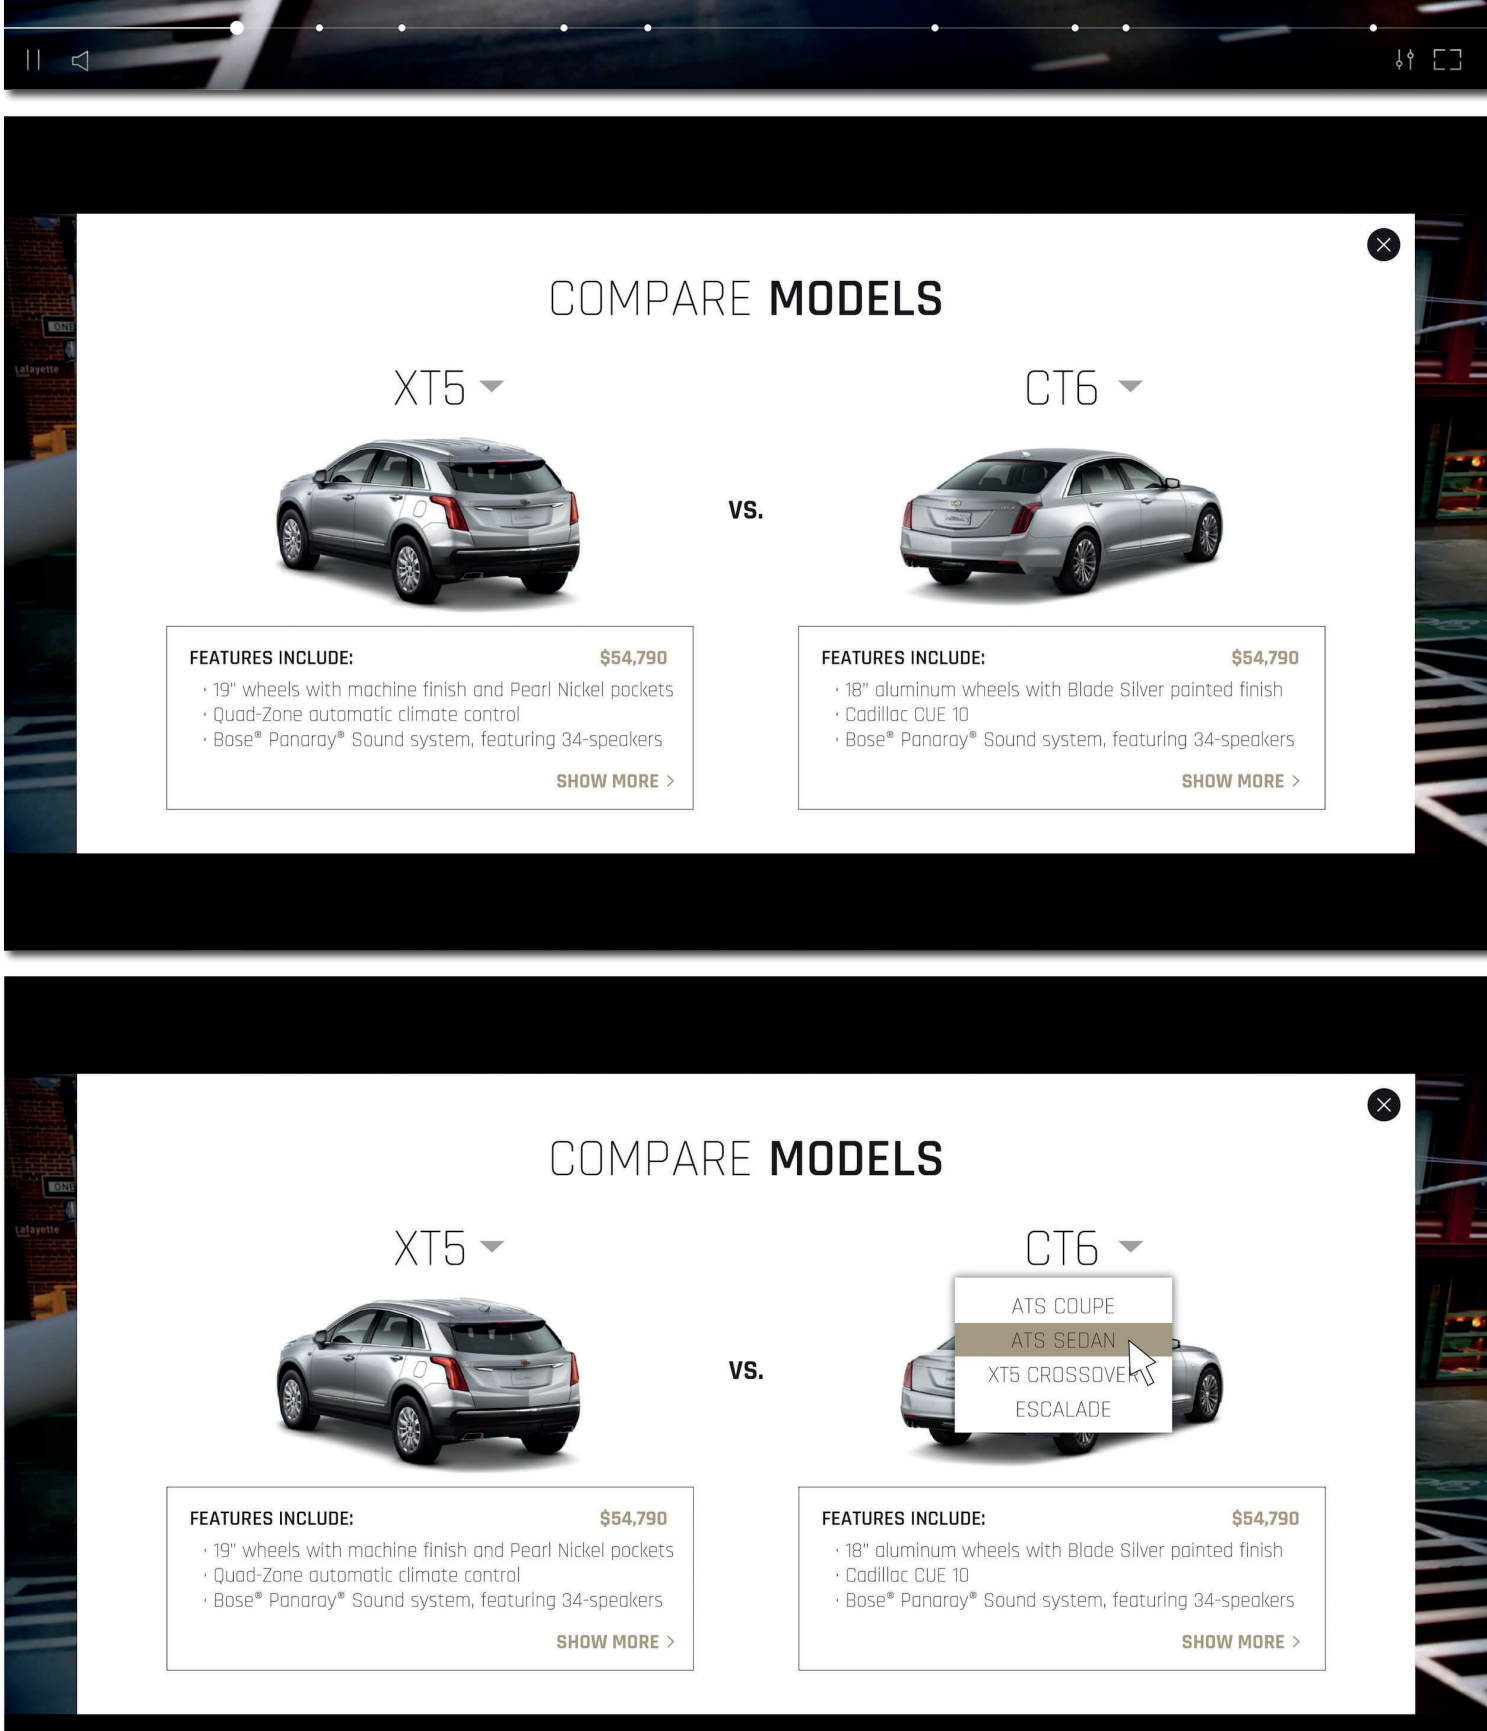 COMPARE MODELS
ONE
Lafayette
XT5
CT6
VS.
FEATURES INCLUDE: $54,790
· 19" wheels with machine finish and Pearl Nickel pockets
· Quad-Zone automatic climate control
· Bose® Panaray® Sound system, featuring 34-speakers
SHOW MORE >
FEATURES INCLUDE: $54,790
· 18" aluminum wheels with Blade Silver painted finish
· Cadillac CUE 10
· Bose® Panaray® Sound system, featuring 34-speakers
SHOW MORE >
COMPARE MODELS
ONE
Lafayette
XT5
CT6
ATS COUPE
ATS SEDAN
XT5 CROSSOVER
ESCALADE
VS.
FEATURES INCLUDE: $54,790
· 19" wheels with machine finish and Pearl Nickel pockets
· Quad-Zone automatic climate control
· Bose® Panaray® Sound system, featuring 34-speakers
SHOW MORE >
FEATURES INCLUDE: $54,790
· 18" aluminum wheels with Blade Silver painted finish
· Cadillac CUE 10
· Bose® Panaray® Sound system, featuring 34-speakers
SHOW MORE >